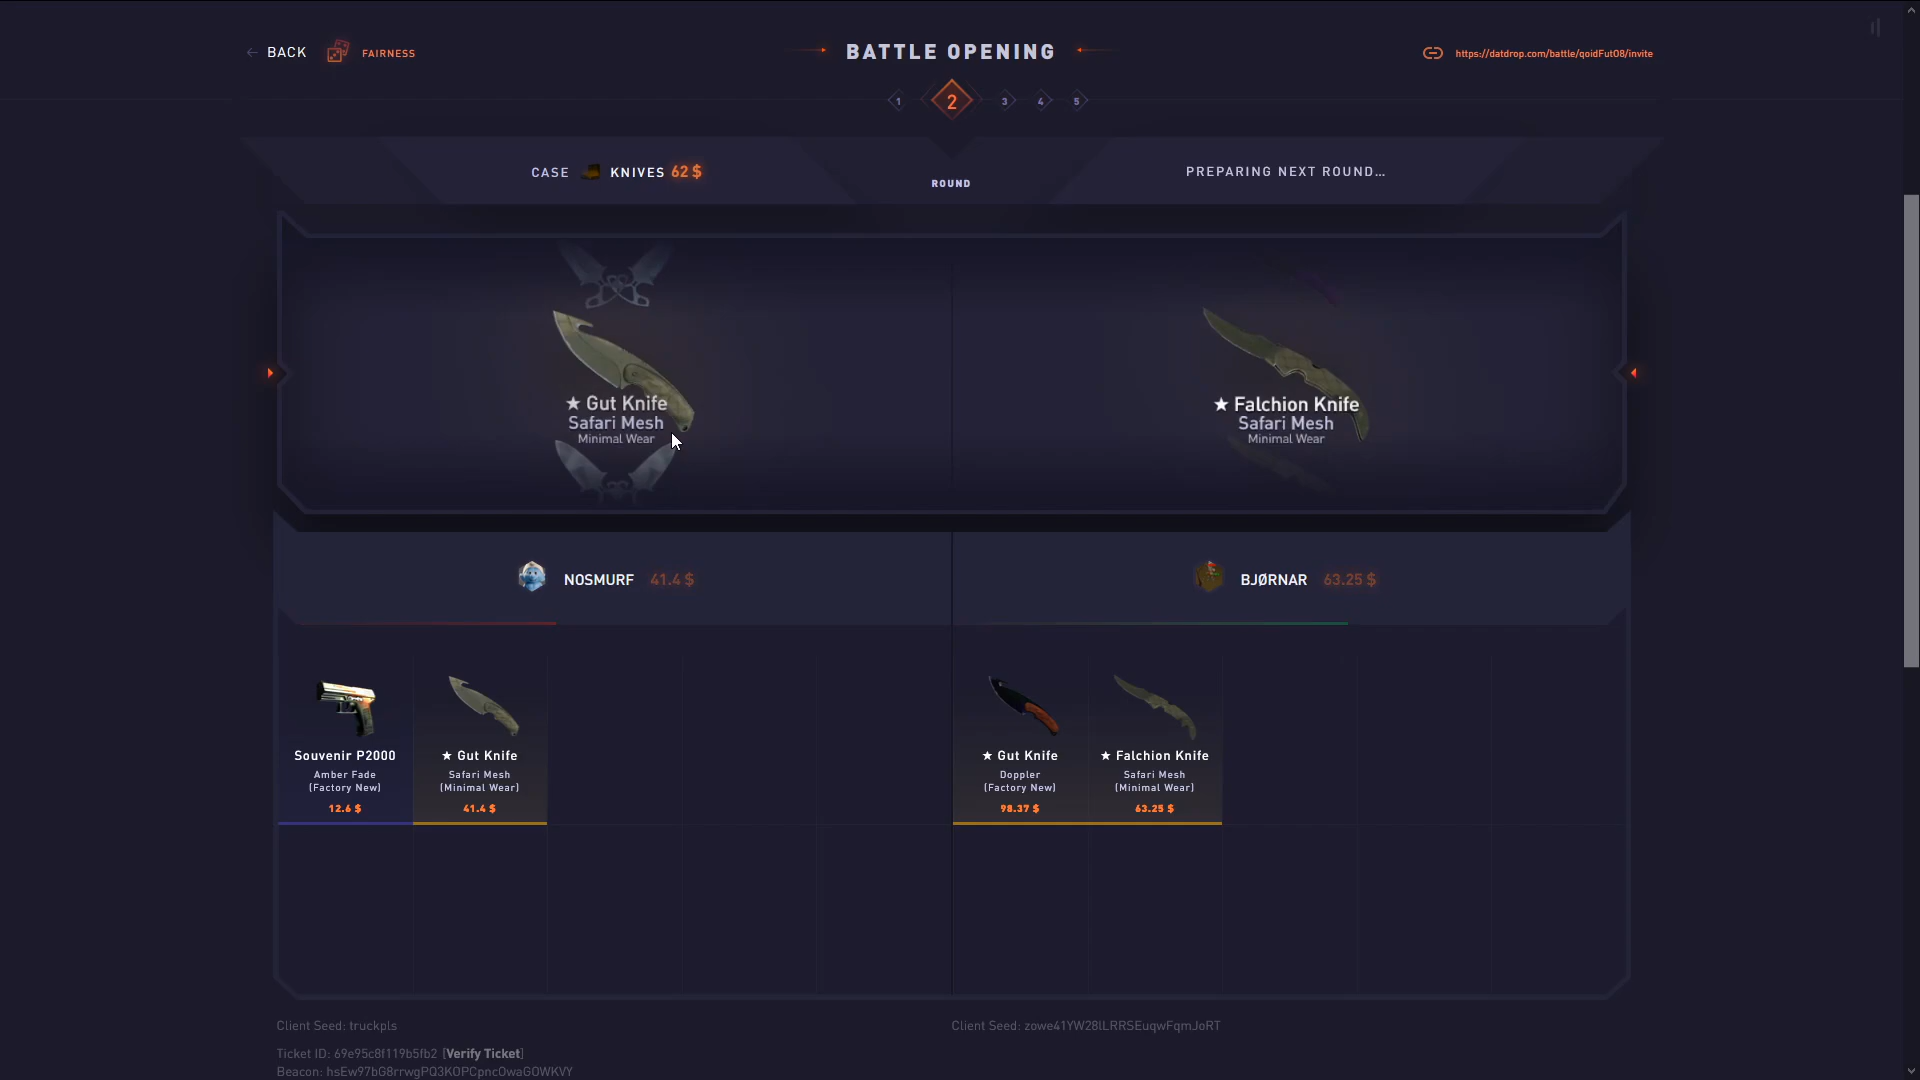 BACK
FAIRNESS
BATTLE OPENING
https://datdrop.com/battle/qoidFutO8/invite
1
2
3
4
5
CASE KNIVES 62 $
ROUND
PREPARING NEXT ROUND...
★ Gut Knife
Safari Mesh
Minimal Wear
★ Falchion Knife
Safari Mesh
Minimal Wear
NOSMURF 41.4 $
BJØRNAR 63.25 $
Souvenir P2000
Amber Fade
(Factory New)
12.6 $
★ Gut Knife
Safari Mesh
(Minimal Wear)
41.4 $
★ Gut Knife
Doppler
(Factory New)
98.37 $
★ Falchion Knife
Safari Mesh
(Minimal Wear)
63.25 $
Client Seed: truckpls
Client Seed: zowe41YW28lLRRSEuqwFqmJoRT
Ticket ID: 69e95c8f119b5fb2 [Verify Ticket]
Beacon: hsEw97bG8rrwgPQ3KOPCpncOwaGOWKVY